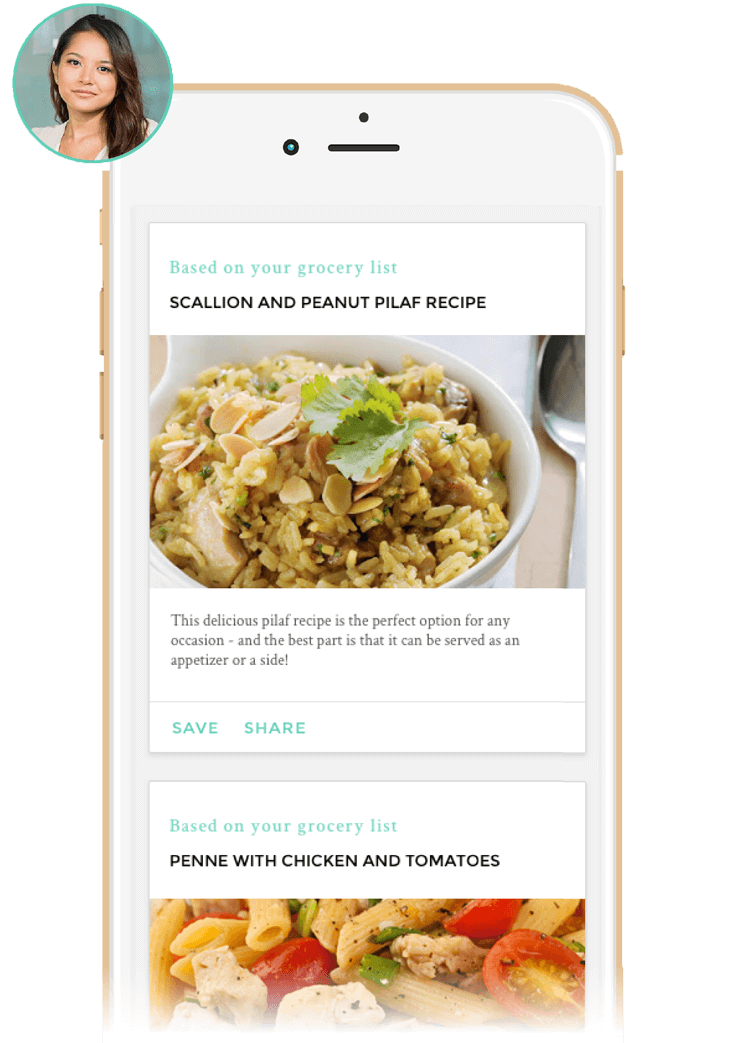 Based on your grocery list
SCALLION AND PEANUT PILAF RECIPE
This delicious pilaf recipe is the perfect option for any
occasion - and the best part is that it can be served as an
appetizer or a side!
SAVE SHARE
Based on your grocery list
PENNE WITH CHICKEN AND TOMATOES